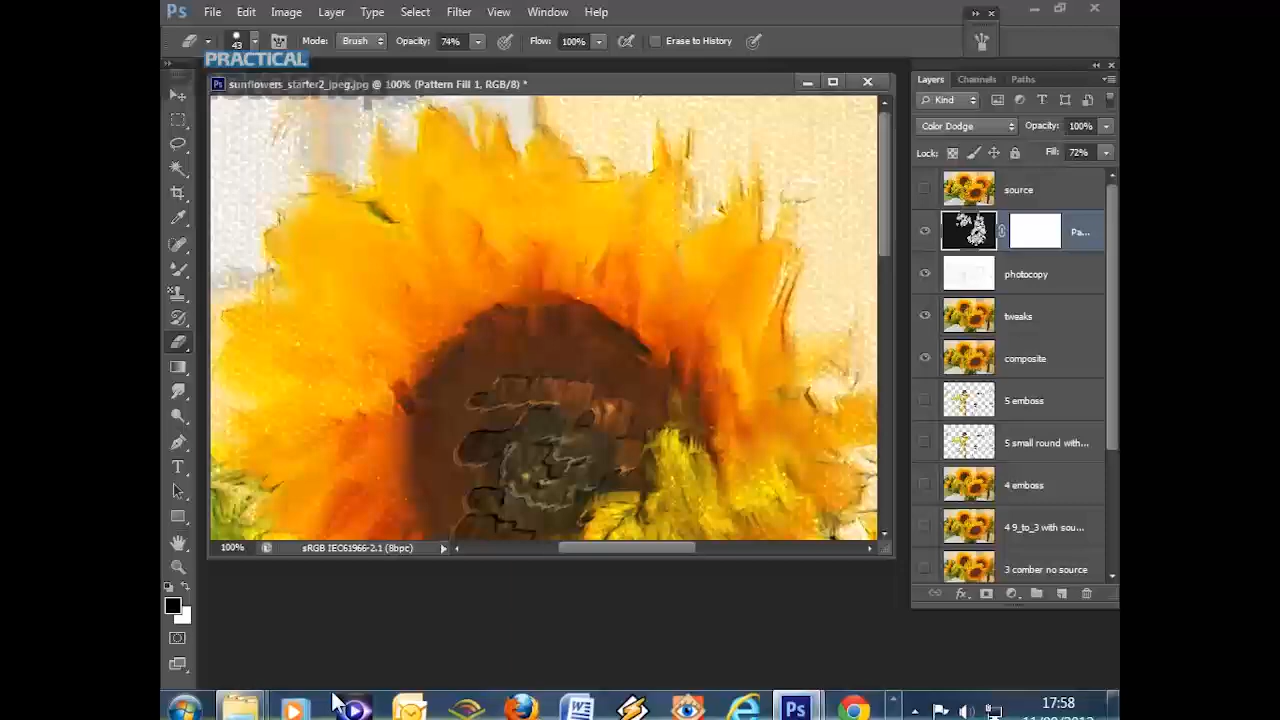 Ps File Edit Image Layer Type Select Filter View Window Help
43 Mode: Brush Opacity: 74% Flow: 100% Erase to History
PRACTICAL
sunflowers_starter2_jpeg.jpg @ 100% (Pattern Fill 1, RGB/8) *
Layers Channels Paths
Kind
Color Dodge Opacity: 100%
Lock: Fill: 72%
source
Pa...
photocopy
tweaks
composite
5 emboss
5 small round with...
4 emboss
4 9_to_3 with sou...
3 comber no source
100% sRGB IEC61966-2.1 (8bpc)
fx
Ps
17:58